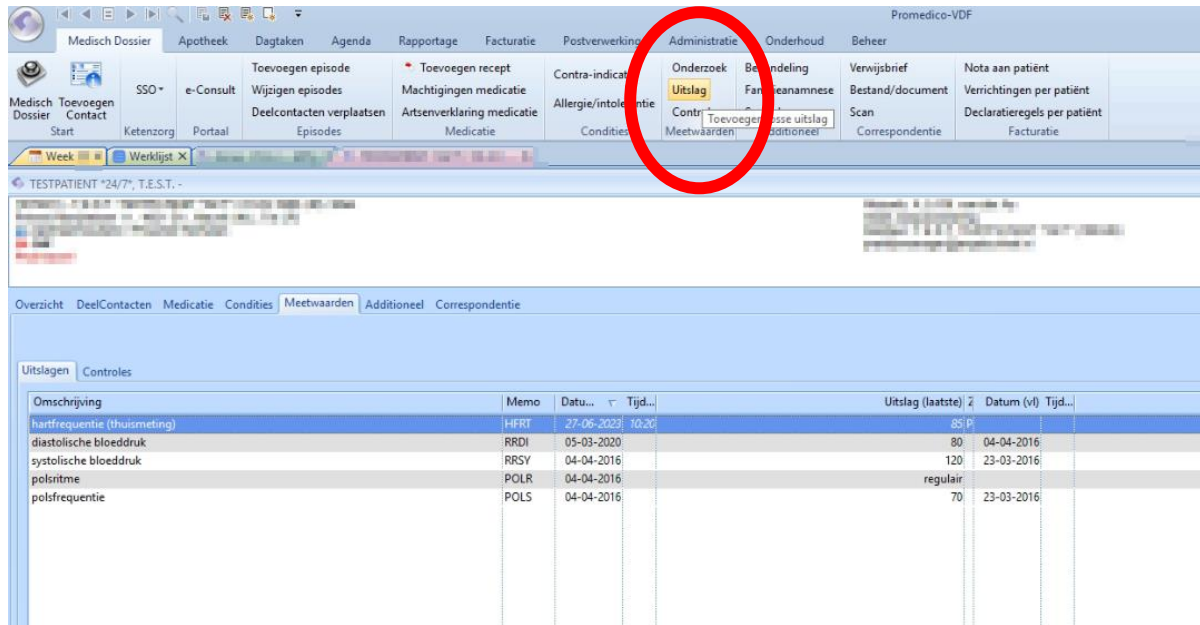 Promedico-VDF
Medisch Dossier Apotheek Dagtaken Agenda Rapportage Facturatie Postverwerking Administratie Onderhoud Beheer
Toevoegen episode Toevoegen recept Onderzoek Verwijsbrief Nota aan patiënt
SSO e-Consult Wijzigen episodes Machtigingen medicatie Uitslag Bestand/document Verrichtingen per patiënt
Medisch Dossier Toevoegen Contact Deelcontacten verplaatsen Artsenverklaring medicatie Scan Declaratieregels per patiënt
Toevoegen losse uitslag
Start Ketenzorg Portaal Episodes Medicatie Condities Meetwaarden Additioneel Correspondentie Facturatie
Week Werklijst X
TESTPATIENT *24/7*, T.E.S.T. -
Overzicht DeelContacten Medicatie Condities Meetwaarden Additioneel Correspondentie
Uitslagen Controles
Omschrijving Memo Datu... Tijd... Uitslag (laatste) Z Datum (vl) Tijd...
hartfrequentie (thuismeting) HFRT 27-06-2023 10:20 85 P
diastolische bloeddruk RRDI 05-03-2020 80 04-04-2016
systolische bloeddruk RRSY 04-04-2016 120 23-03-2016
polsritme POLR 04-04-2016 regulair
polsfrequentie POLS 04-04-2016 70 23-03-2016